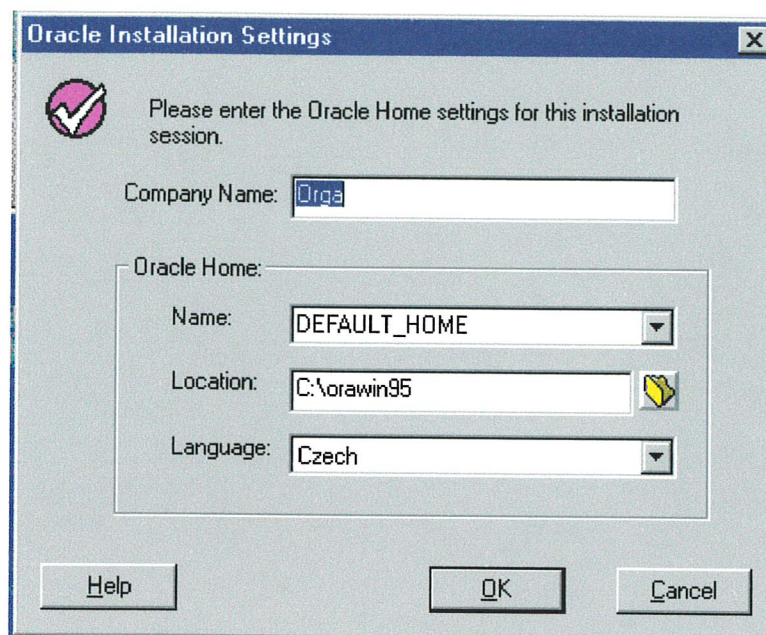 Oracle Installation Settings
Please enter the Oracle Home settings for this installation
session.
Company Name: Orga
Oracle Home:
Name: DEFAULT_HOME
Location: C:\orawin95
Language: Czech
Help OK Cancel